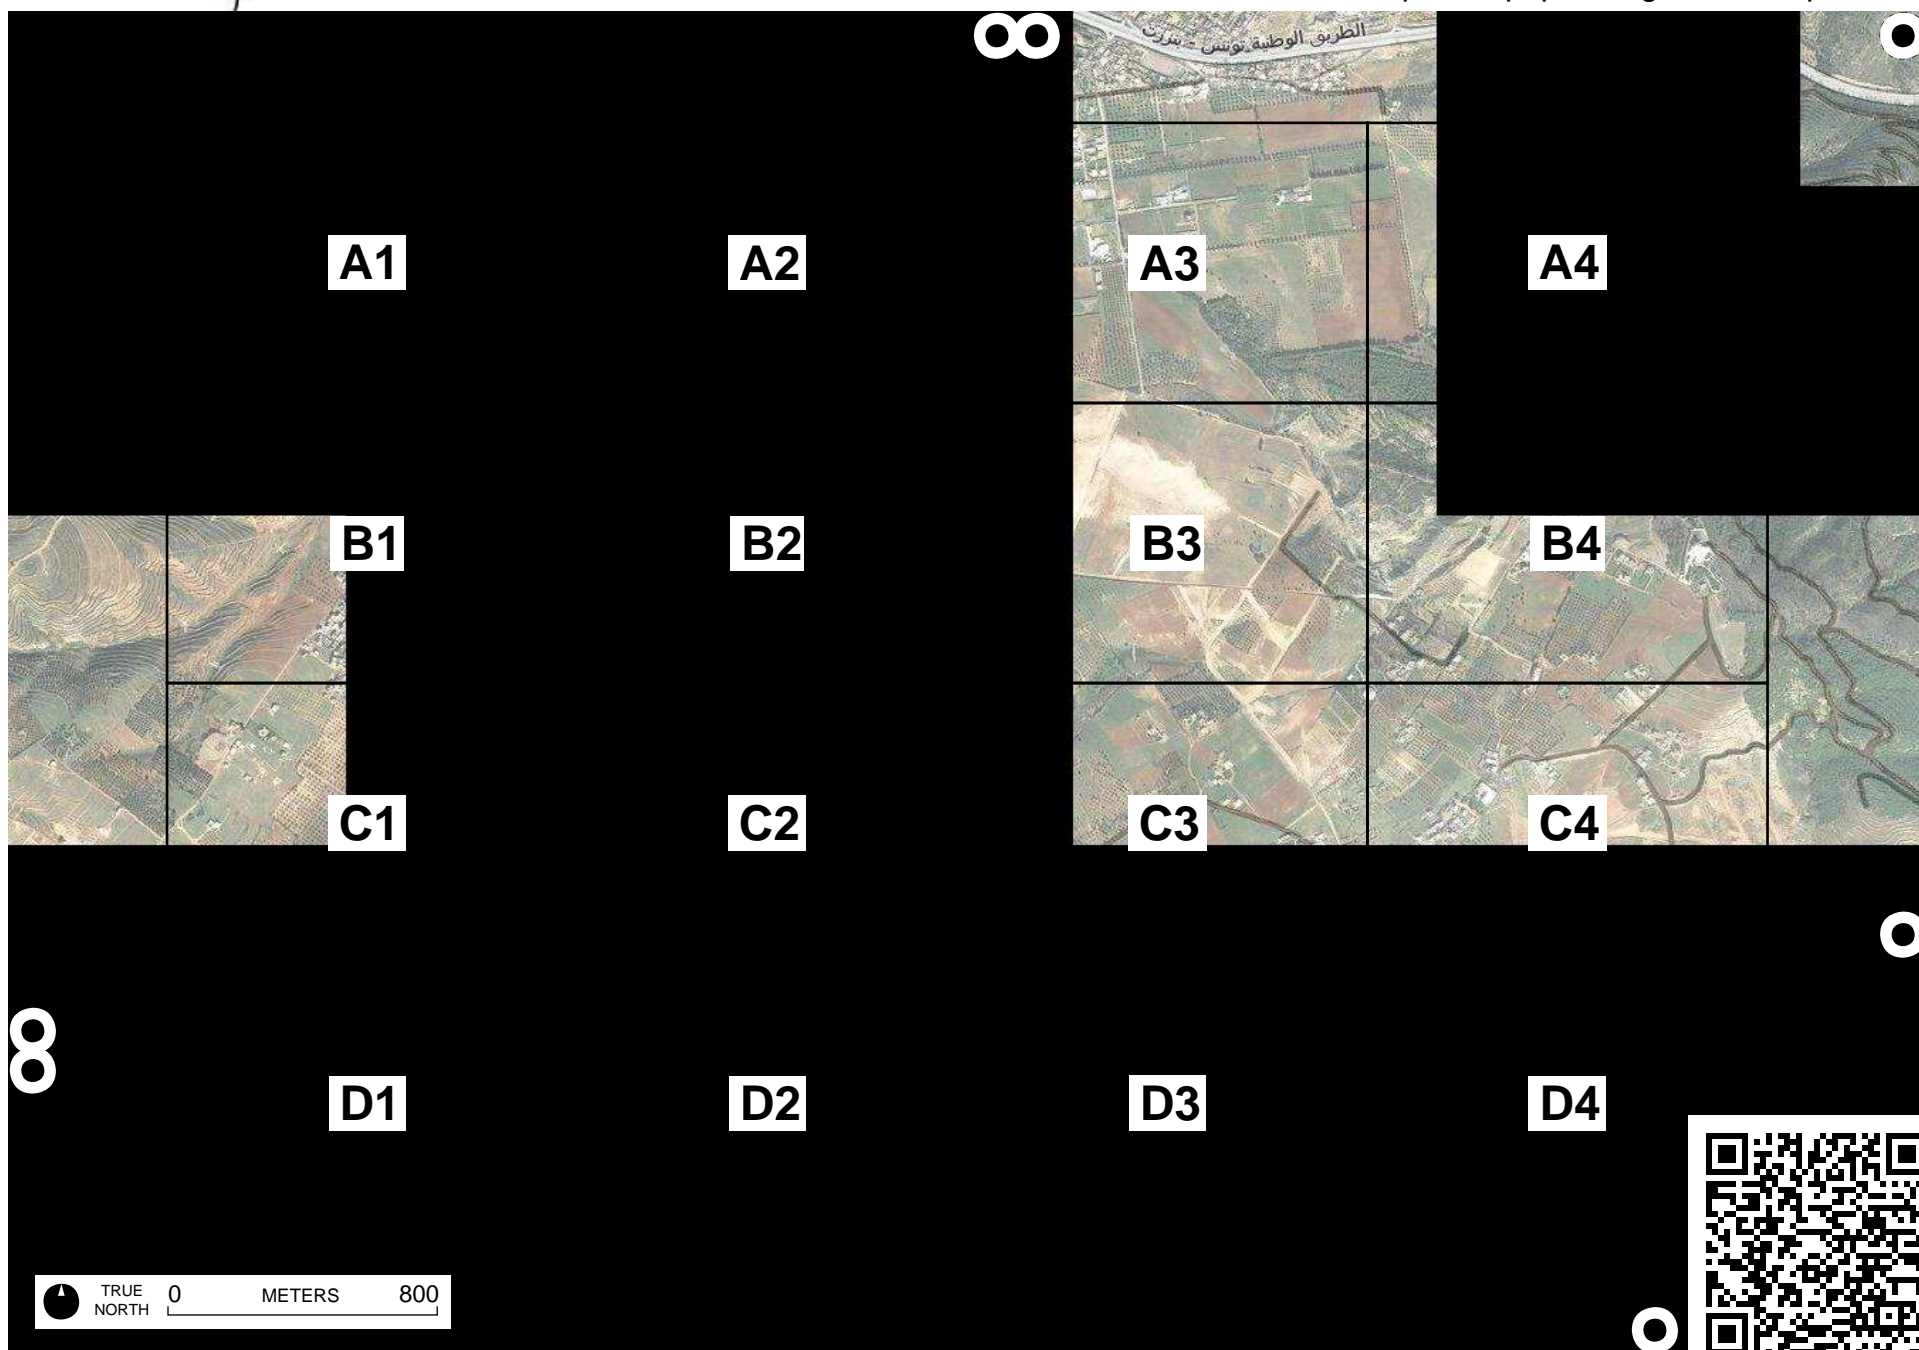 الطريق الوطنية تونس - بنزرت
A1 A2 A3 A4
B1 B2 B3 B4
C1 C2 C3 C4
D1 D2 D3 D4
TRUE NORTH
0 METERS 800